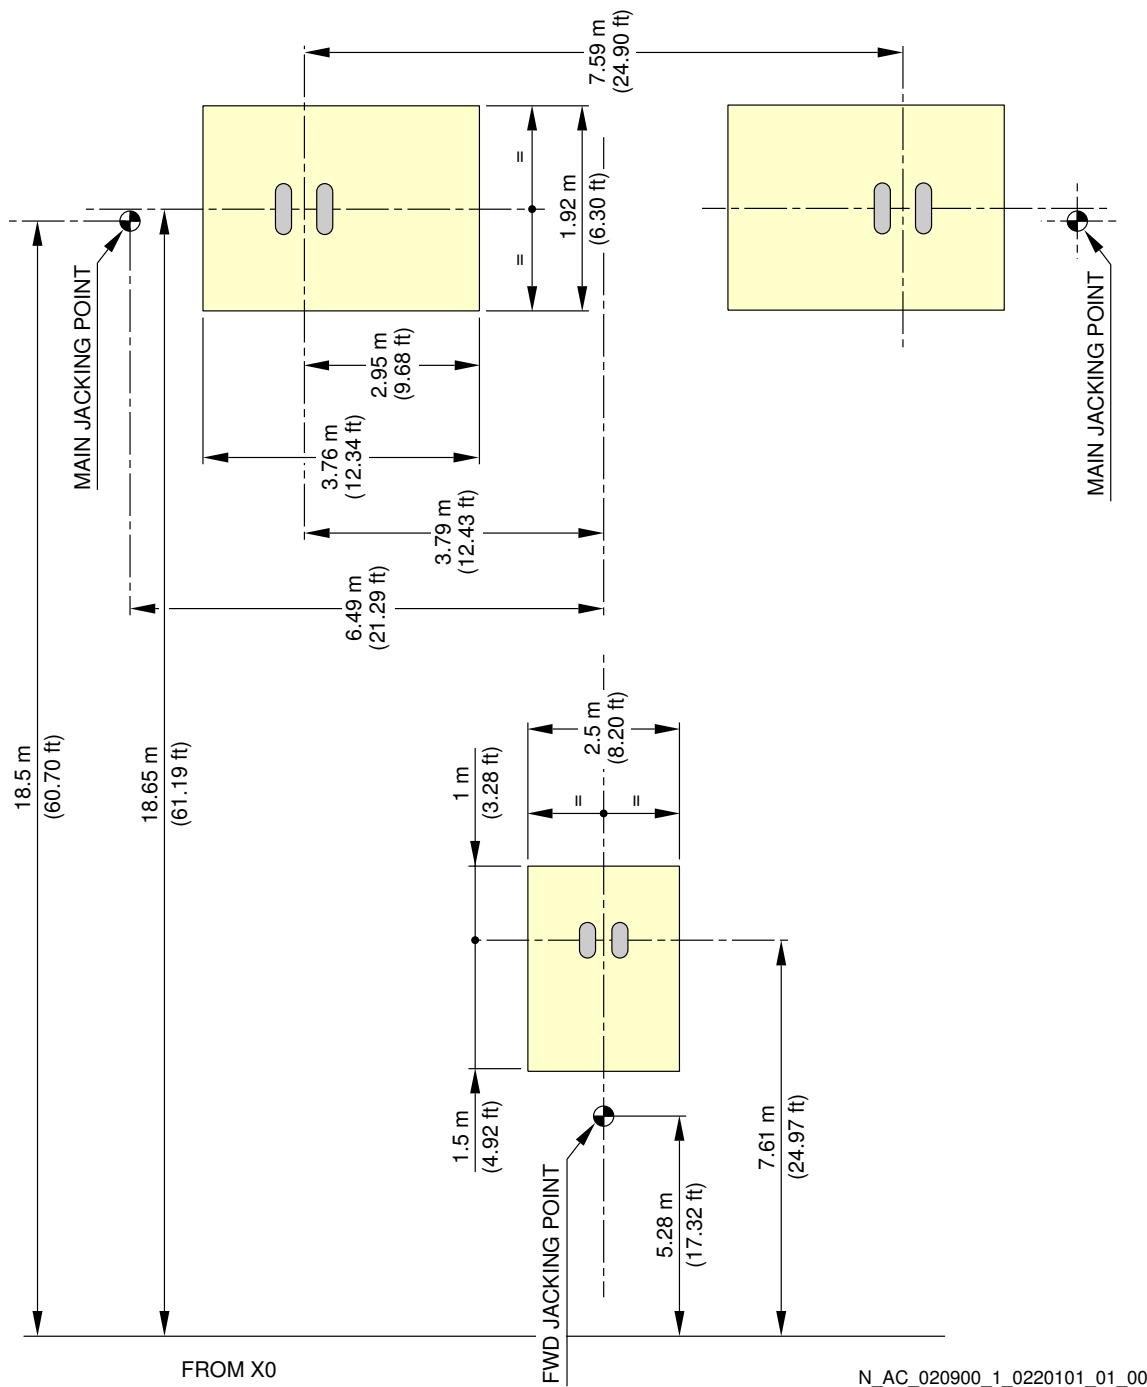 7.59 m
(24.90 ft)
=
=
1.92 m
(6.30 ft)
MAIN JACKING POINT
MAIN JACKING POINT
2.95 m
(9.68 ft)
3.76 m
(12.34 ft)
3.79 m
(12.43 ft)
6.49 m
(21.29 ft)
18.5 m
(60.70 ft)
18.65 m
(61.19 ft)
2.5 m
(8.20 ft)
1 m
(3.28 ft)
=
=
1.5 m
(4.92 ft)
FWD JACKING POINT
5.28 m
(17.32 ft)
7.61 m
(24.97 ft)
FROM X0
N_AC_020900_1_0220101_01_00